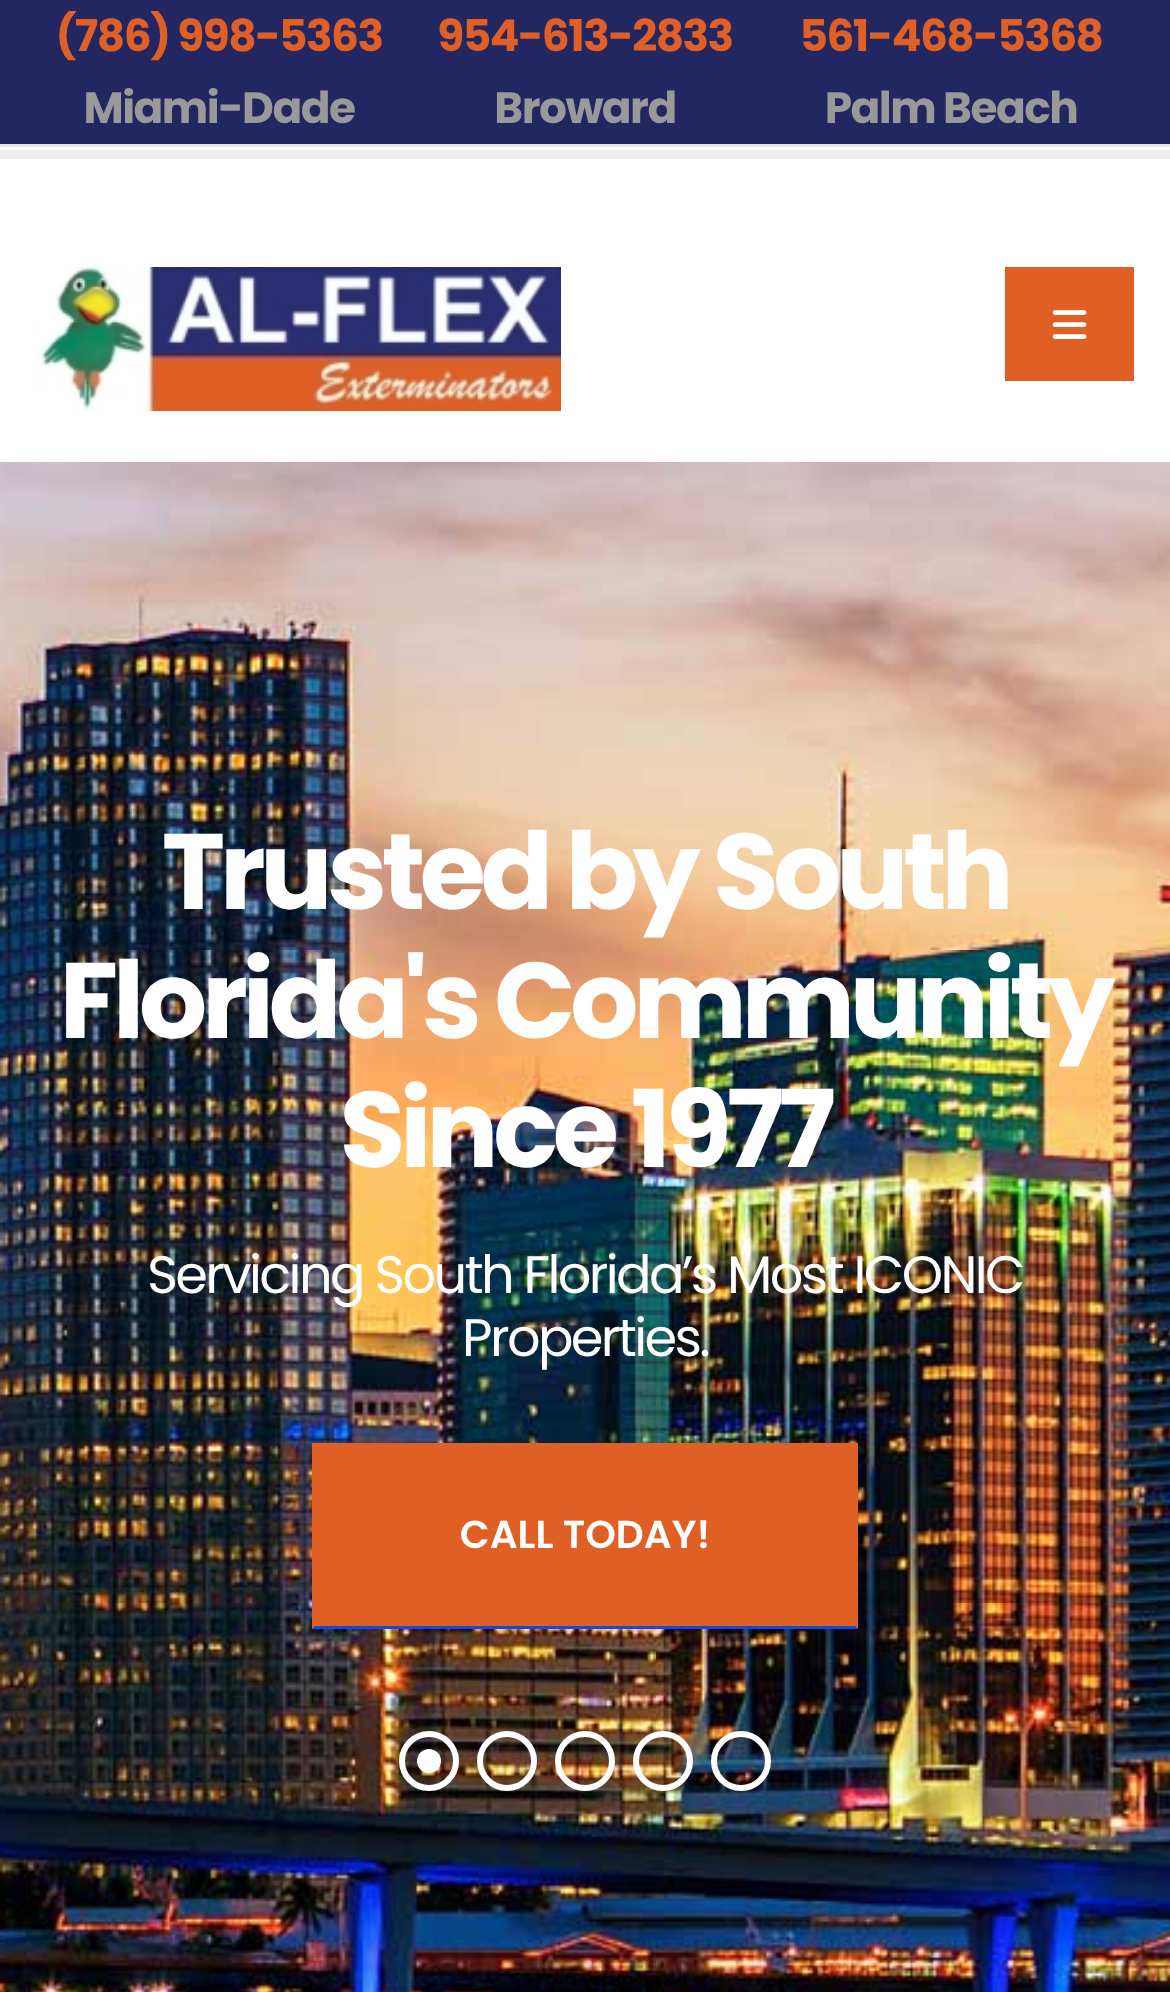 (786) 998-5363 954-613-2833 561-468-5368
Miami-Dade Broward Palm Beach
AL-FLEX
Exterminators
Trusted by South
Florida's Community
Since 1977
Servicing South Florida’s Most ICONIC
Properties.
CALL TODAY!